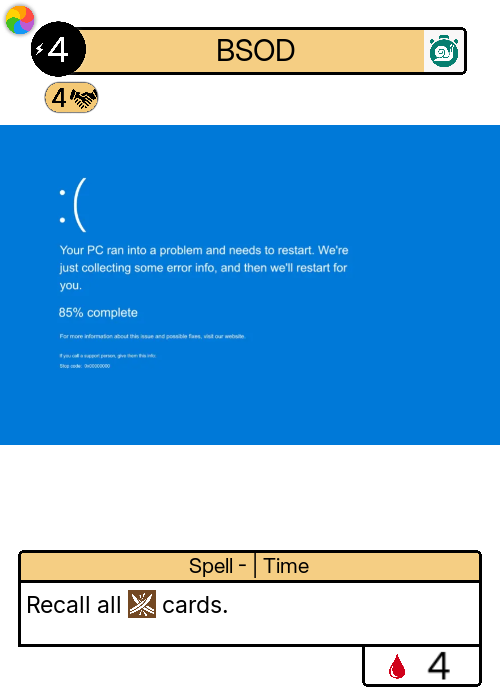 4
BSOD
4
:(
Your PC ran into a problem and needs to restart. We're
just collecting some error info, and then we'll restart for
you.
85% complete
For more information about this issue and possible fixes, visit our website.
If you call a support person, give them this info:
Stop code: 0x00000000
Spell - | Time
Recall all cards.
4